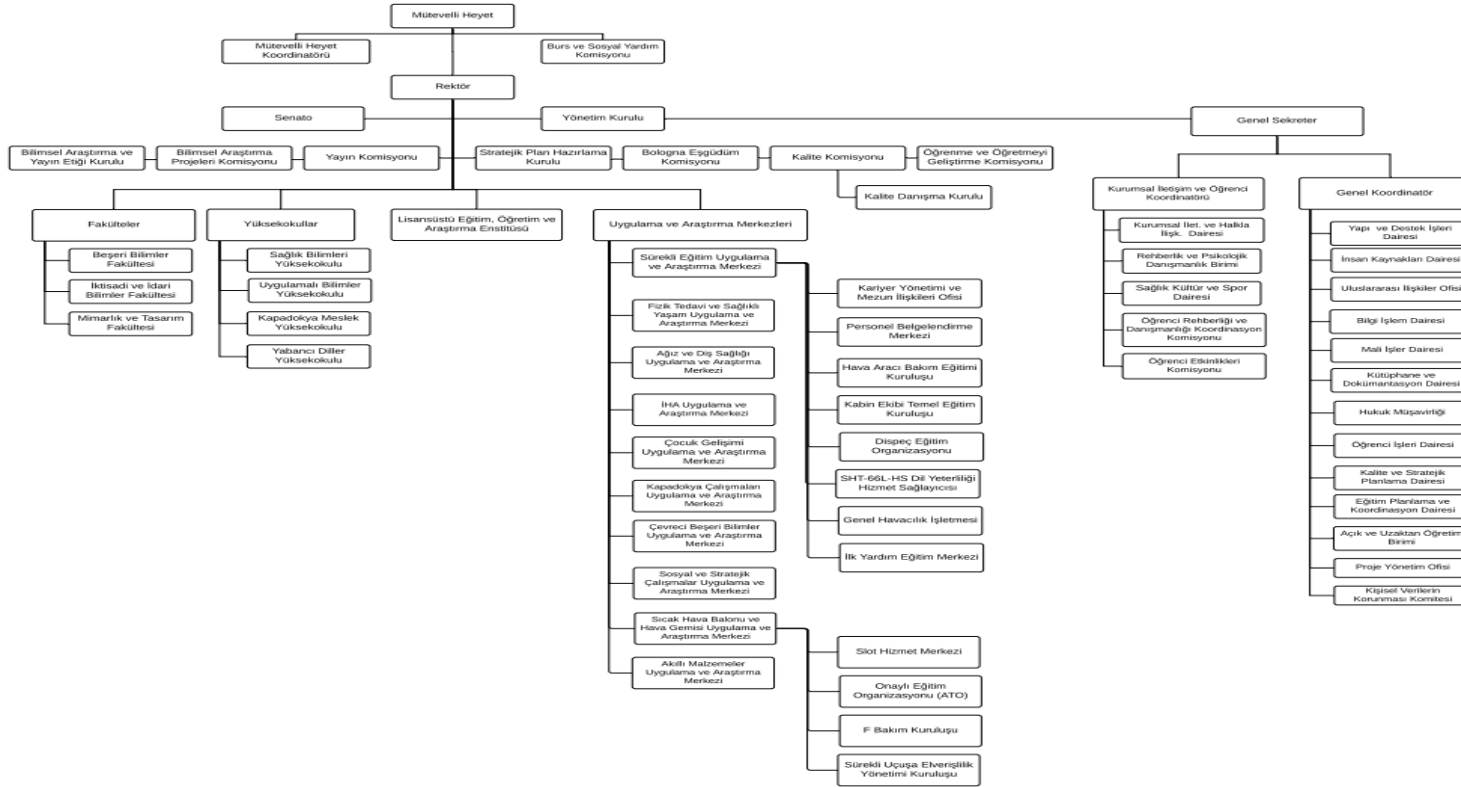 Mütevelli Heyet
Mütevelli Heyet
Koordinatörü
Burs ve Sosyal Yardım
Komisyonu
Rektör
Senato
Yönetim Kurulu
Genel Sekreter
Bilimsel Araştırma ve
Yayın Etiği Kurulu
Bilimsel Araştırma
Projeleri Komisyonu
Yayın Komisyonu
Stratejik Plan Hazırlama
Kurulu
Bologna Eşgüdüm
Komisyonu
Kalite Komisyonu
Öğrenme ve Öğretmeyi
Geliştirme Komisyonu
Kalite Danışma Kurulu
Fakülteler
Beşeri Bilimler
Fakültesi
İktisadi ve İdari
Bilimler Fakültesi
Mimarlık ve Tasarım
Fakültesi
Yüksekokullar
Sağlık Bilimleri
Yüksekokulu
Uygulamalı Bilimler
Yüksekokulu
Kapadokya Meslek
Yüksekokulu
Yabancı Diller
Yüksekokulu
Lisansüstü Eğitim, Öğretim ve
Araştırma Enstitüsü
Uygulama ve Araştırma Merkezleri
Sürekli Eğitim Uygulama
ve Araştırma Merkezi
Fizik Tedavi ve Sağlıklı
Yaşam Uygulama ve
Araştırma Merkezi
Ağız ve Diş Sağlığı
Uygulama ve Araştırma
Merkezi
İHA Uygulama ve
Araştırma Merkezi
Çocuk Gelişimi
Uygulama ve Araştırma
Merkezi
Kapadokya Çalışmaları
Uygulama ve Araştırma
Merkezi
Çevreci Beşeri Bilimler
Uygulama ve Araştırma
Merkezi
Sosyal ve Stratejik
Çalışmalar Uygulama ve
Araştırma Merkezi
Sıcak Hava Balonu ve
Hava Gemisi Uygulama ve
Araştırma Merkezi
Akıllı Malzemeler
Uygulama ve Araştırma
Merkezi
Kariyer Yönetimi ve
Mezun İlişkileri Ofisi
Personel Belgelendirme
Merkezi
Hava Aracı Bakım Eğitimi
Kuruluşu
Kabin Ekibi Temel Eğitim
Kuruluşu
Dispeç Eğitim
Organizasyonu
SHT-66L-HS Dil Yeterliliği
Hizmet Sağlayıcısı
Genel Havacılık İşletmesi
İlk Yardım Eğitim Merkezi
Slot Hizmet Merkezi
Onaylı Eğitim
Organizasyonu (ATO)
F Bakım Kuruluşu
Sürekli Uçuşa Elverişlilik
Yönetimi Kuruluşu
Kurumsal İletişim ve Öğrenci
Koordinatörü
Kurumsal İlet. ve Halkla
İlişk. Dairesi
Rehberlik ve Psikolojik
Danışmanlık Birimi
Sağlık Kültür ve Spor
Dairesi
Öğrenci Rehberliği ve
Danışmanlığı Koordinasyon
Komisyonu
Öğrenci Etkinlikleri
Komisyonu
Genel Koordinatör
Yapı ve Destek İşleri
Dairesi
İnsan Kaynakları Dairesi
Uluslararası İlişkiler Ofisi
Bilgi İşlem Dairesi
Mali İşler Dairesi
Kütüphane ve
Dokümantasyon Dairesi
Hukuk Müşavirliği
Öğrenci İşleri Dairesi
Kalite ve Stratejik
Planlama Dairesi
Eğitim Planlama ve
Koordinasyon Dairesi
Açık ve Uzaktan Öğretim
Birimi
Proje Yönetim Ofisi
Kişisel Verilerin
Korunması Komitesi